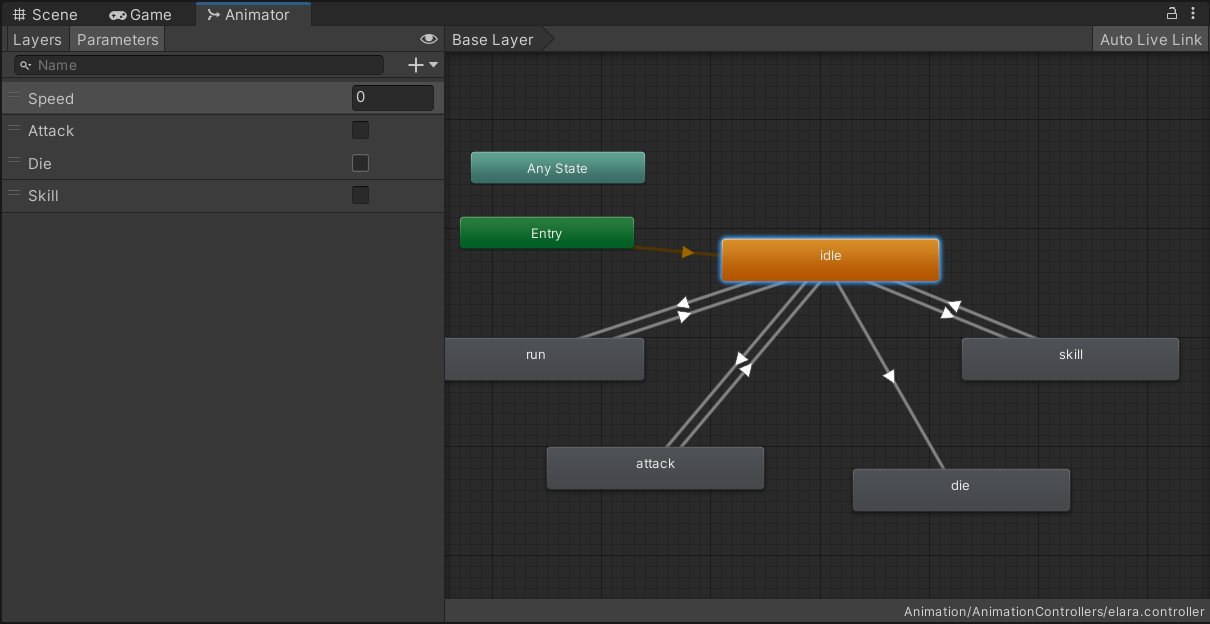 Scene Game Animator
Layers Parameters Base Layer Auto Live Link
Name
Speed 0
Attack
Die
Skill
Any State
Entry
idle
run
skill
attack
die
Animation/AnimationControllers/elara.controller